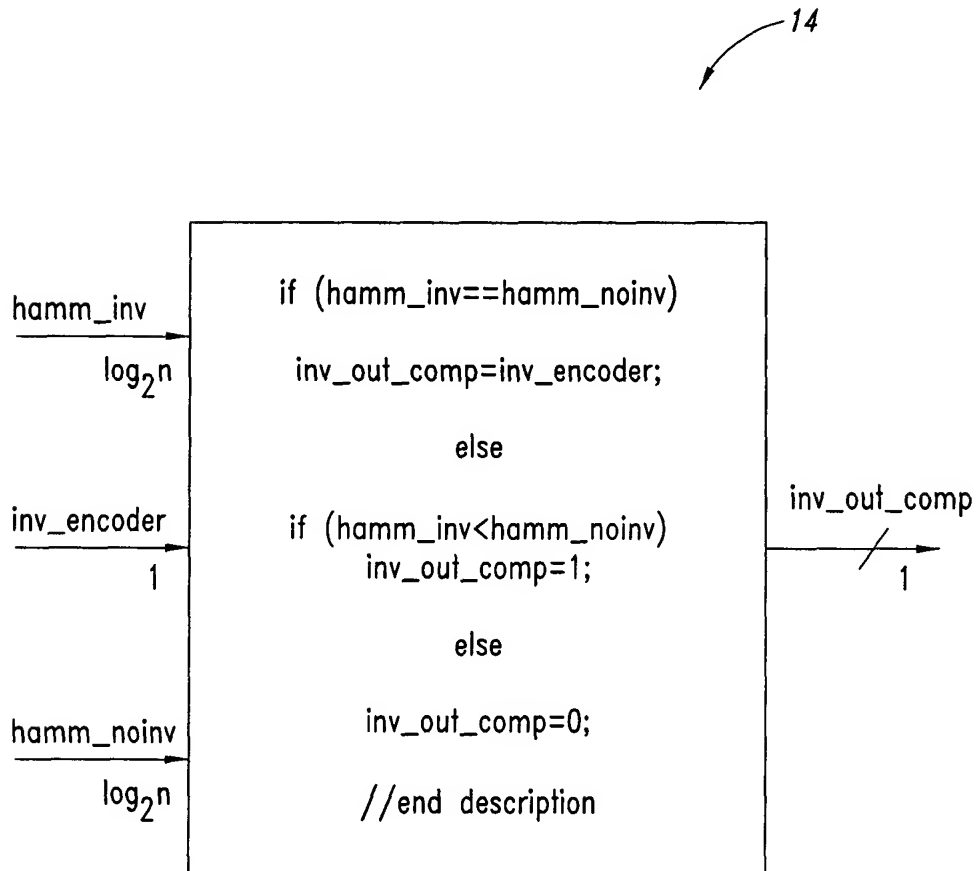 14
hamm_inv
log2n
inv_encoder
1
hamm_noinv
log2n
if (hamm_inv==hamm_noinv)
inv_out_comp=inv_encoder;
else
if (hamm_inv<hamm_noinv)
inv_out_comp=1;
else
inv_out_comp=0;
//end description
inv_out_comp
1